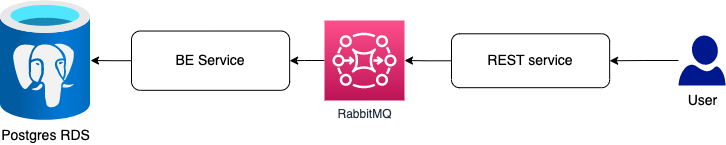 BE Service
REST service
RabbitMQ
User
Postgres RDS